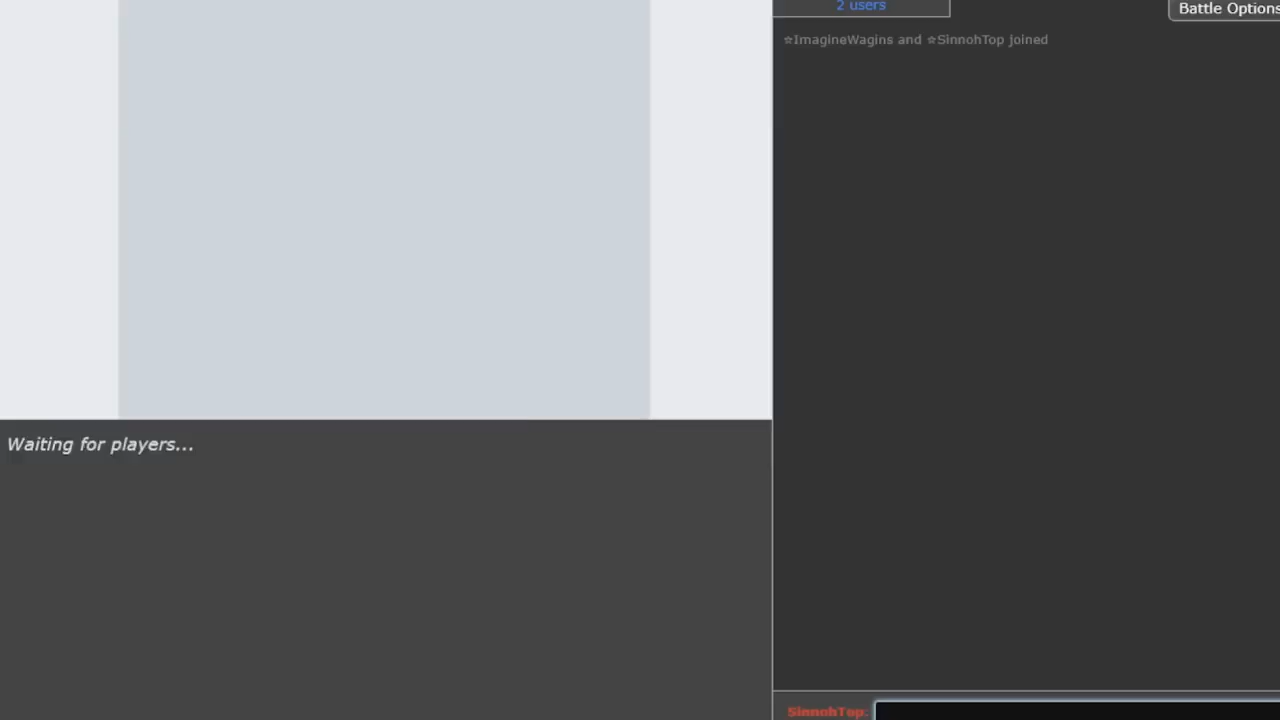 2 users
Battle Options
☆ImagineWagins and ☆SinnohTop joined
Waiting for players...
SinnohTop: